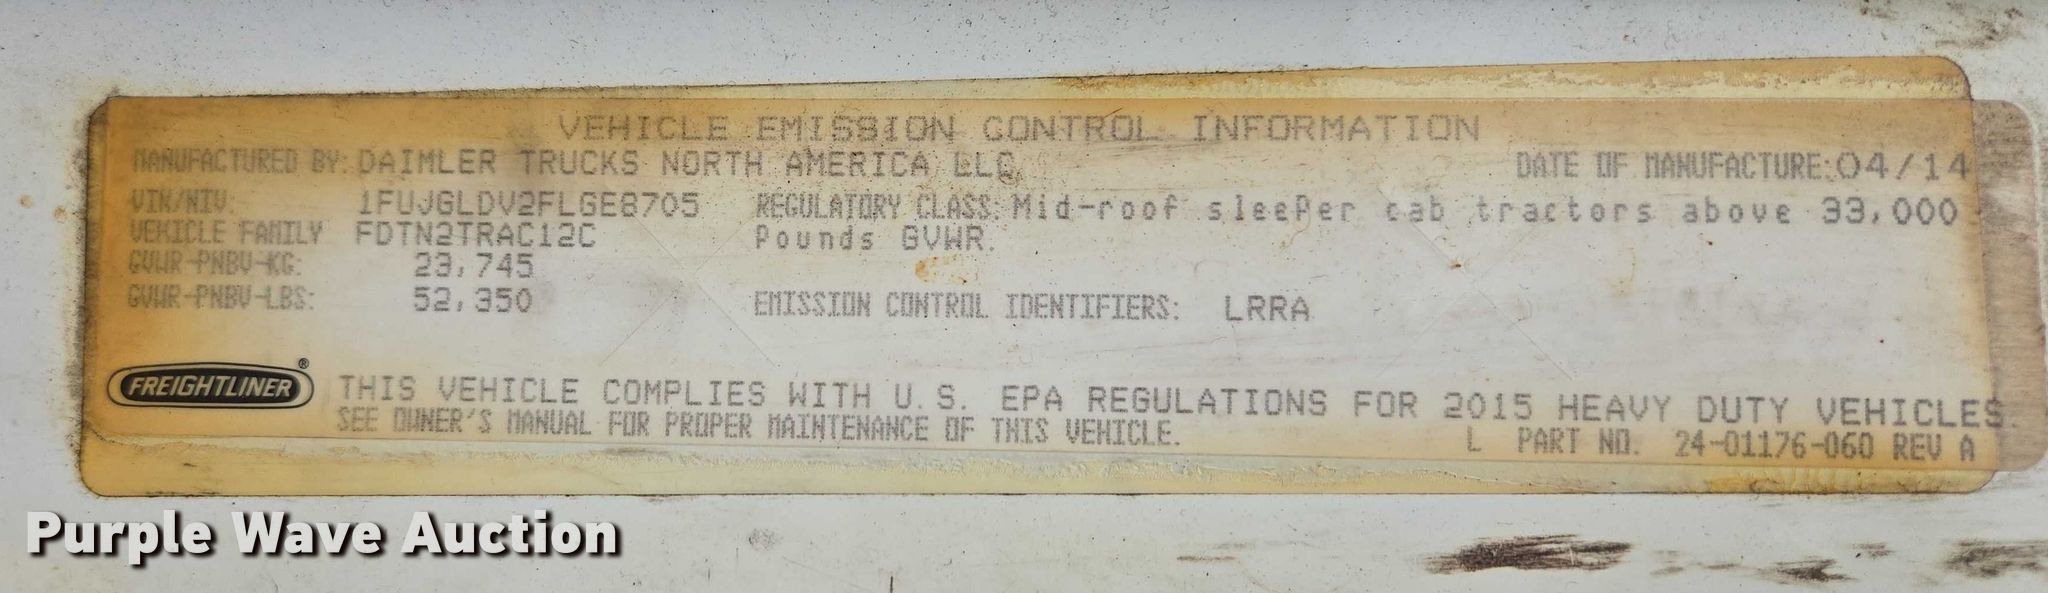 VEHICLE EMISSION CONTROL INFORMATION
MANUFACTURED BY: DAIMLER TRUCKS NORTH AMERICA LLC DATE OF MANUFACTURE: 04/14
VIN/NIV: 1FUJGLDV2FLGE8705 REGULATORY CLASS: Mid-roof sleeper cab tractors above 33,000
VEHICLE FAMILY FDTN2TRAC12C Pounds GVWR.
GVWR-PNBV-KG: 23,745
GVWR-PNBV-LBS: 52,350 EMISSION CONTROL IDENTIFIERS: LRRA
FREIGHTLINER® THIS VEHICLE COMPLIES WITH U.S. EPA REGULATIONS FOR 2015 HEAVY DUTY VEHICLES.
SEE OWNER'S MANUAL FOR PROPER MAINTENANCE OF THIS VEHICLE. L PART NO. 24-01176-060 REV A
Purple Wave Auction